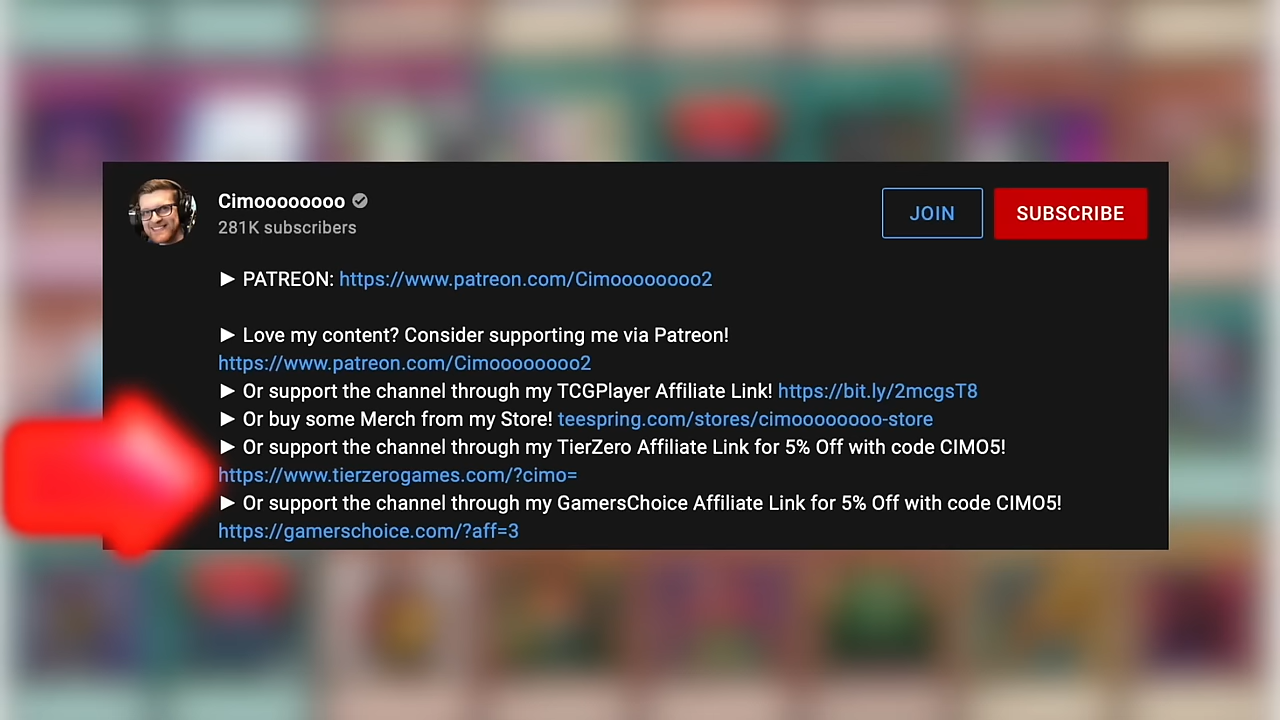 Cimoooooooo
281K subscribers
JOIN
SUBSCRIBE
► PATREON: https://www.patreon.com/Cimoooooooo2
► Love my content? Consider supporting me via Patreon!
https://www.patreon.com/Cimoooooooo2
► Or support the channel through my TCGPlayer Affiliate Link! https://bit.ly/2mcgsT8
► Or buy some Merch from my Store! teespring.com/stores/cimoooooooo-store
► Or support the channel through my TierZero Affiliate Link for 5% Off with code CIMO5!
https://www.tierzerogames.com/?cimo=
► Or support the channel through my GamersChoice Affiliate Link for 5% Off with code CIMO5!
https://gamerschoice.com/?aff=3